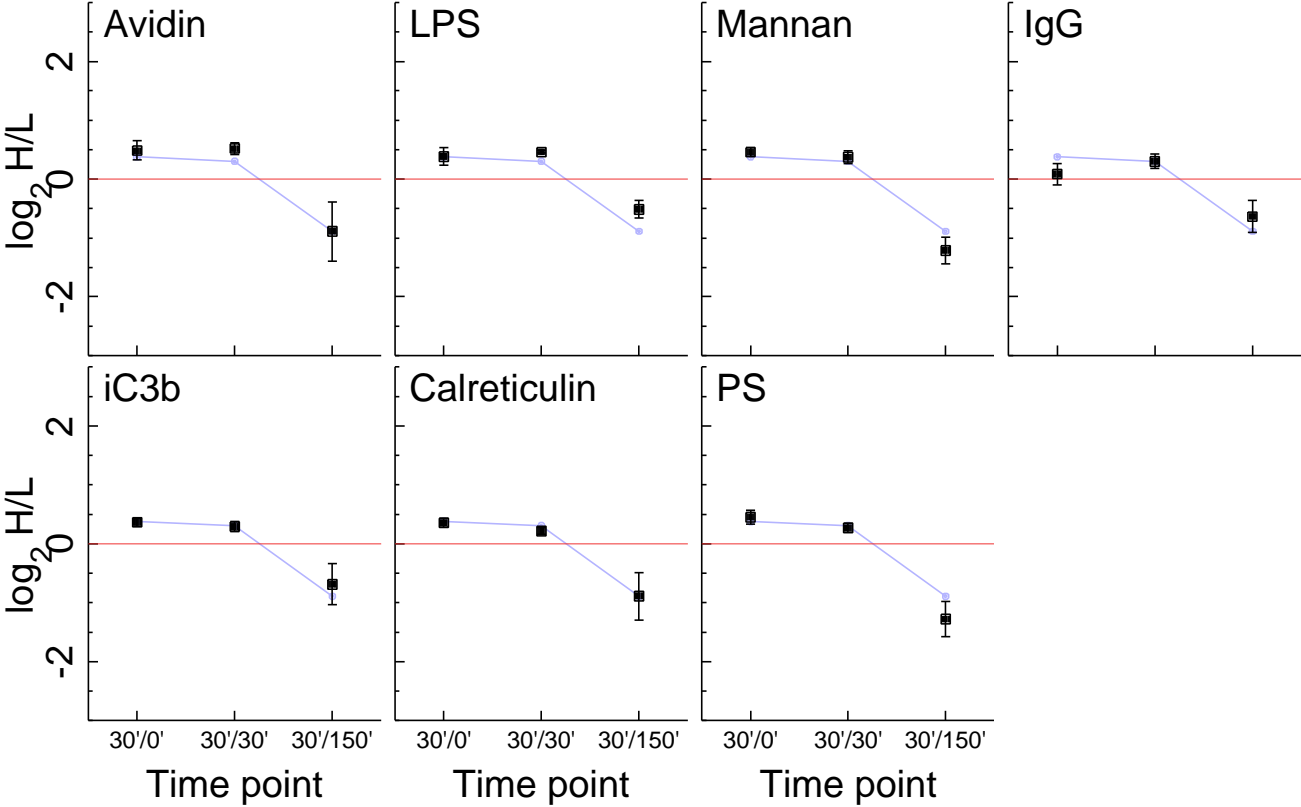 Avidin LPS Mannan IgG
2
0
-2
log2 H/L
iC3b Calreticulin PS
2
0
-2
log2 H/L
30'/0' 30'/30' 30'/150' 30'/0' 30'/30' 30'/150' 30'/0' 30'/30' 30'/150'
Time point Time point Time point